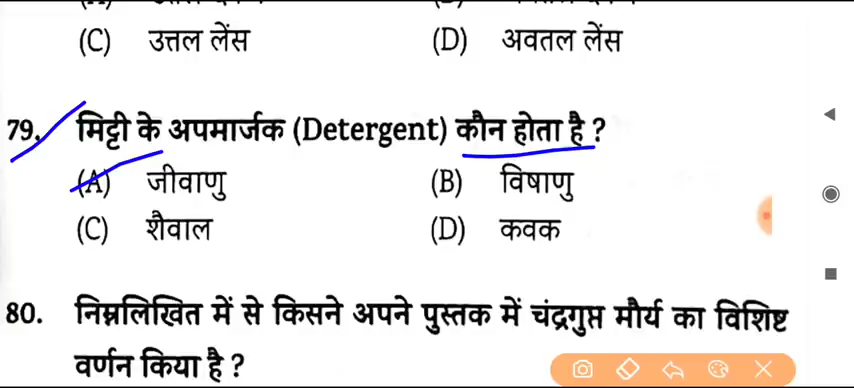 (C) उत्तल लेंस (D) अवतल लेंस
79. मिट्टी के अपमार्जक (Detergent) कौन होता है ?
(A) जीवाणु (B) विषाणु
(C) शैवाल (D) कवक
80. निम्नलिखित में से किसने अपने पुस्तक में चंद्रगुप्त मौर्य का विशिष्ट
वर्णन किया है ?